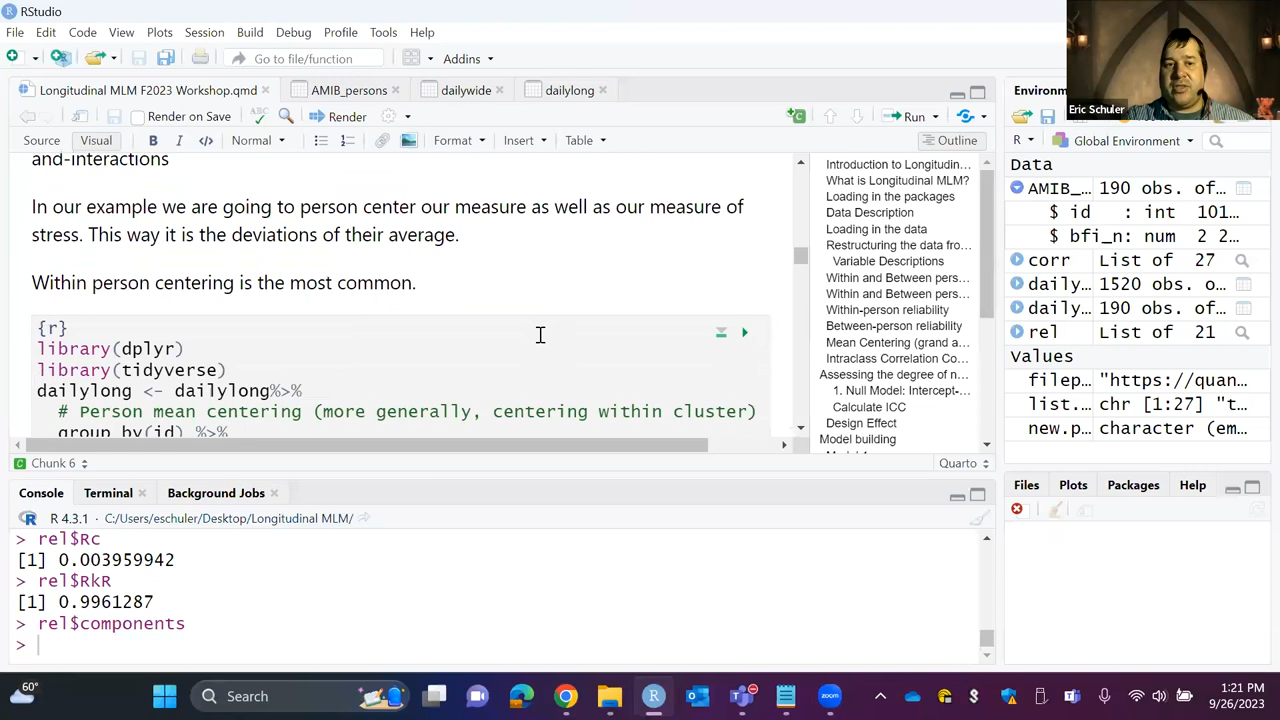 RStudio
File Edit Code View Plots Session Build Debug Profile Tools Help
Go to file/function Addins
Eric Schuler
Longitudinal MLM F2023 Workshop.qmd AMIB_persons dailywide dailylong
Render on Save Render Run
Source Visual B I Normal Format Insert Table Outline
and-interactions
In our example we are going to person center our measure as well as our measure of
stress. This way it is the deviations of their average.
Within person centering is the most common.
{r}
library(dplyr)
library(tidyverse)
dailylong <- dailylong%>%
# Person mean centering (more generally, centering within cluster)
group_by(id) %>%
Introduction to Longitudin...
What is Longitudinal MLM?
Loading in the packages
Data Description
Loading in the data
Restructuring the data fro...
Variable Descriptions
Within and Between pers...
Within and Between pers...
Within-person reliability
Between-person reliability
Mean Centering (grand a...
Intraclass Correlation Co...
Assessing the degree of n...
1. Null Model: Intercept-...
Calculate ICC
Design Effect
Model building
Chunk 6 Quarto
Console Terminal Background Jobs
R 4.3.1 · C:/Users/eschuler/Desktop/Longitudinal MLM/
> rel$Rc
[1] 0.003959942
> rel$RkR
[1] 0.9961287
> rel$components
>
R Global Environment
Data
AMIB_... 190 obs. of...
$ id : int 101...
$ bfi_n: num 2 2...
corr List of 27
daily... 1520 obs. o...
daily... 190 obs. of...
rel List of 21
Values
filep... "https://quan...
list.... chr [1:27] "t...
new.p... character (em...
Files Plots Packages Help
60°
Search
1:21 PM
9/26/2023